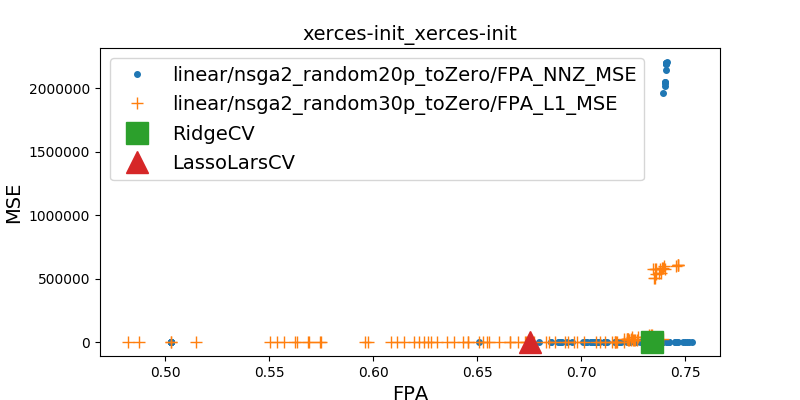 xerces-init_xerces-init
linear/nsga2_random20p_toZero/FPA_NNZ_MSE
linear/nsga2_random30p_toZero/FPA_L1_MSE
RidgeCV
LassoLarsCV
MSE
2000000
1500000
1000000
500000
0
0.50 0.55 0.60 0.65 0.70 0.75
FPA